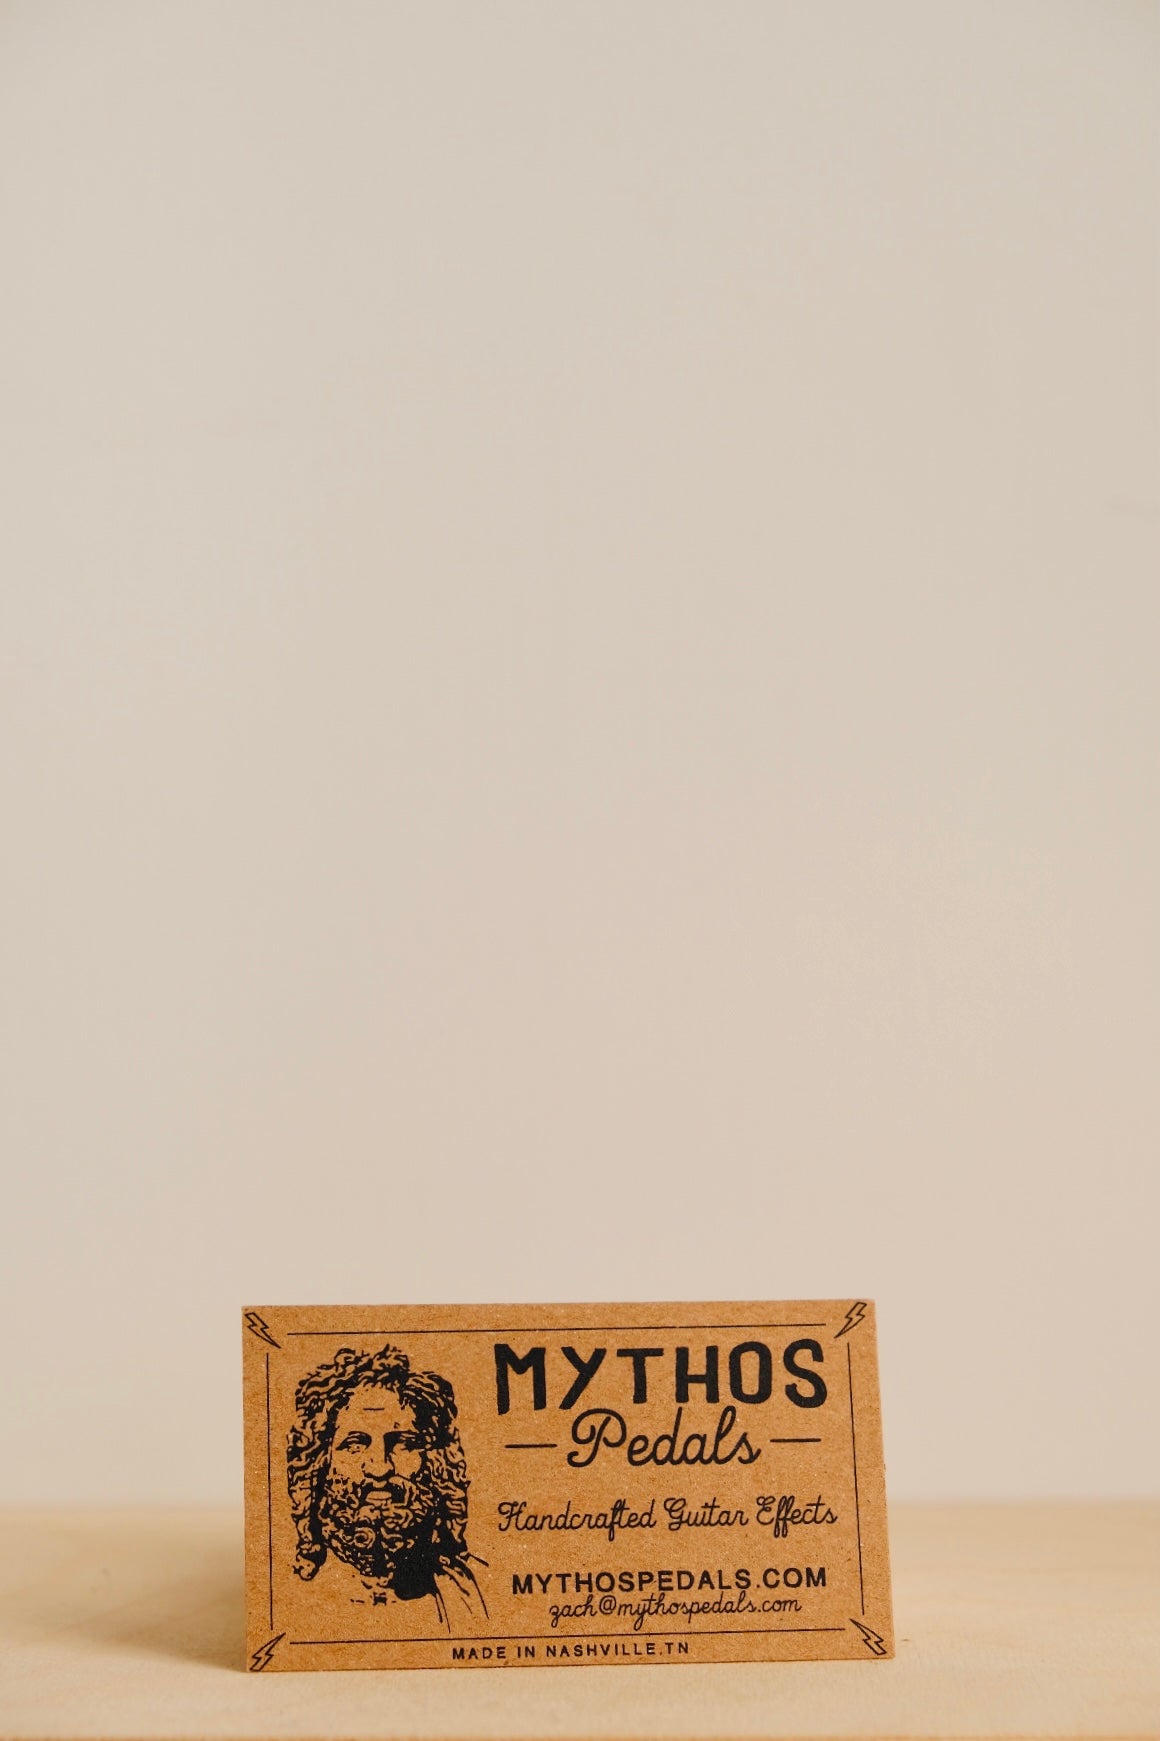 MYTHOS
Pedals
Handcrafted Guitar Effects
MYTHOSPEDALS.COM
zach@mythospedals.com
MADE IN NASHVILLE.TN